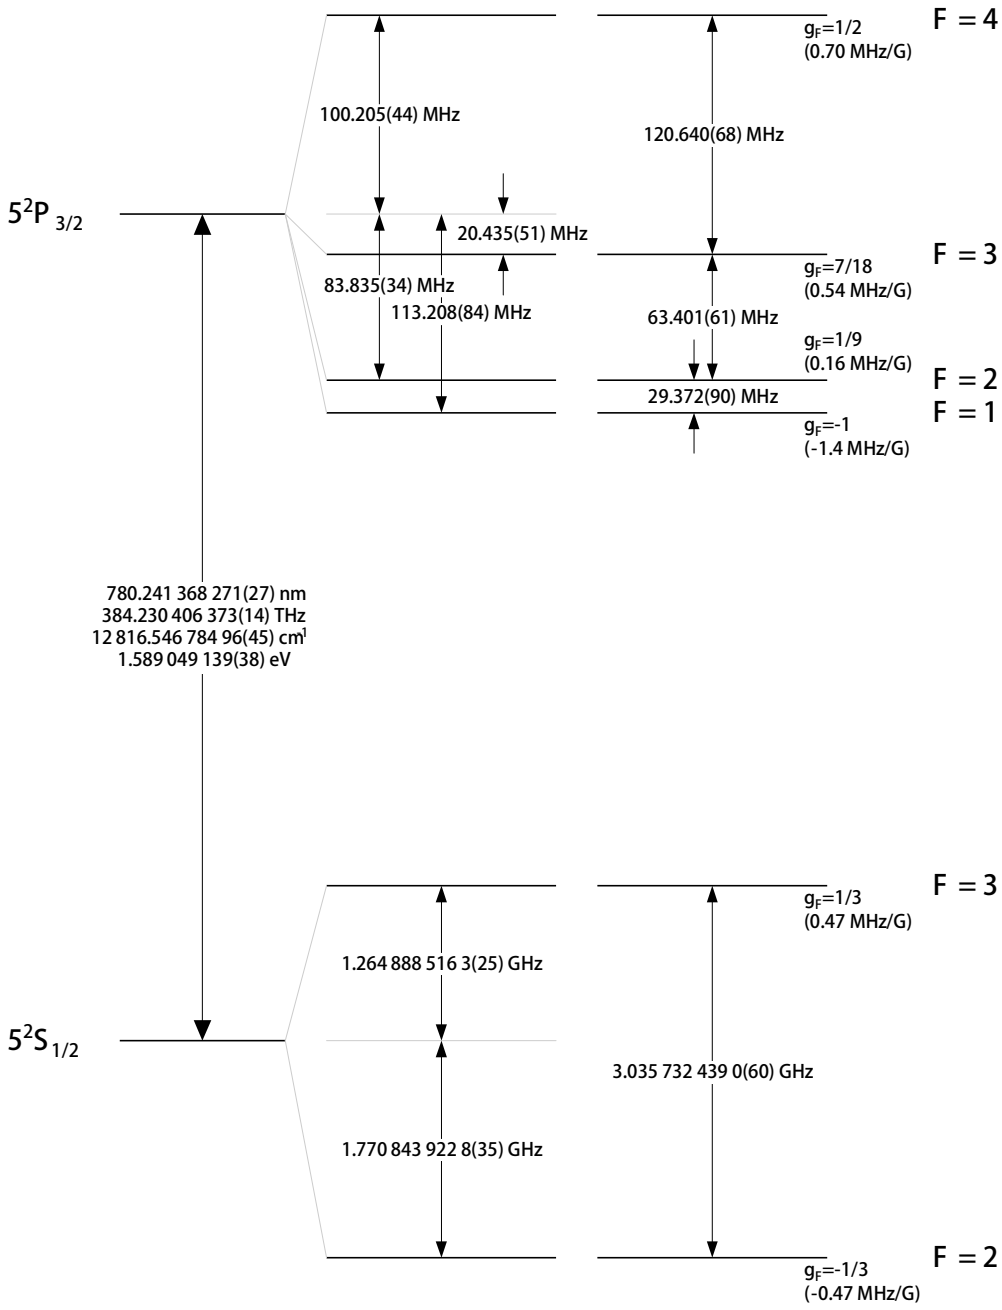 F = 4
g_F=1/2
(0.70 MHz/G)
100.205(44) MHz
120.640(68) MHz
5²P 3/2
20.435(51) MHz
F = 3
g_F=7/18
(0.54 MHz/G)
83.835(34) MHz
113.208(84) MHz
63.401(61) MHz
g_F=1/9
(0.16 MHz/G)
F = 2
29.372(90) MHz
F = 1
g_F=-1
(-1.4 MHz/G)
780.241 368 271(27) nm
384.230 406 373(14) THz
12 816.546 784 96(45) cm⁻¹
1.589 049 139(38) eV
F = 3
g_F=1/3
(0.47 MHz/G)
1.264 888 516 3(25) GHz
5²S 1/2
3.035 732 439 0(60) GHz
1.770 843 922 8(35) GHz
F = 2
g_F=-1/3
(-0.47 MHz/G)